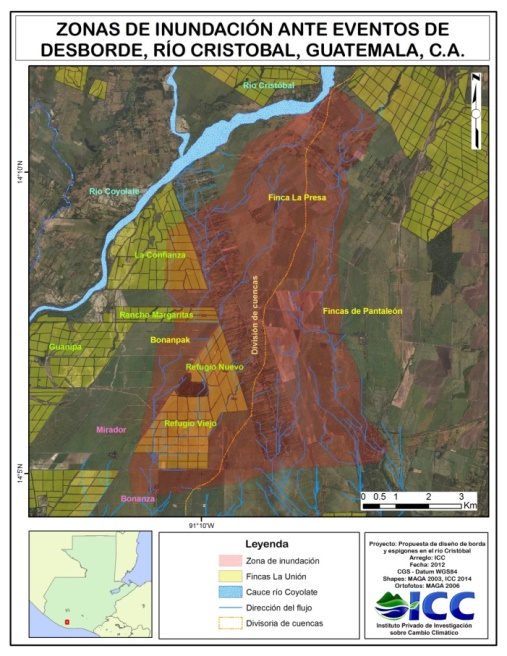 ZONAS DE INUNDACIÓN ANTE EVENTOS DE
DESBORDE, RÍO CRISTOBAL, GUATEMALA, C.A.
Río Cristobal
14°10'N
Río Coyolate
Finca La Presa
La Confianza
División de cuencas
Rancho Margaritas
Fincas de Pantaleón
Bonanpak
Guanipa
Refugio Nuevo
Refugio Viejo
Mirador
14°5'N
Bonanza
0 0.5 1 2 3
Km
91°10'W
Leyenda
Zona de inundación
Fincas La Unión
Cauce río Coyolate
Dirección del flujo
Divisoria de cuencas
Proyecto: Propuesta de diseño de borda
y espigones en el río Cristóbal
Arreglo: ICC
Fecha: 2012
CGS - Datum WGS84
Shapes: MAGA 2003, ICC 2014
Ortofotos: MAGA 2006
ICC
Instituto Privado de Investigación
sobre Cambio Climático